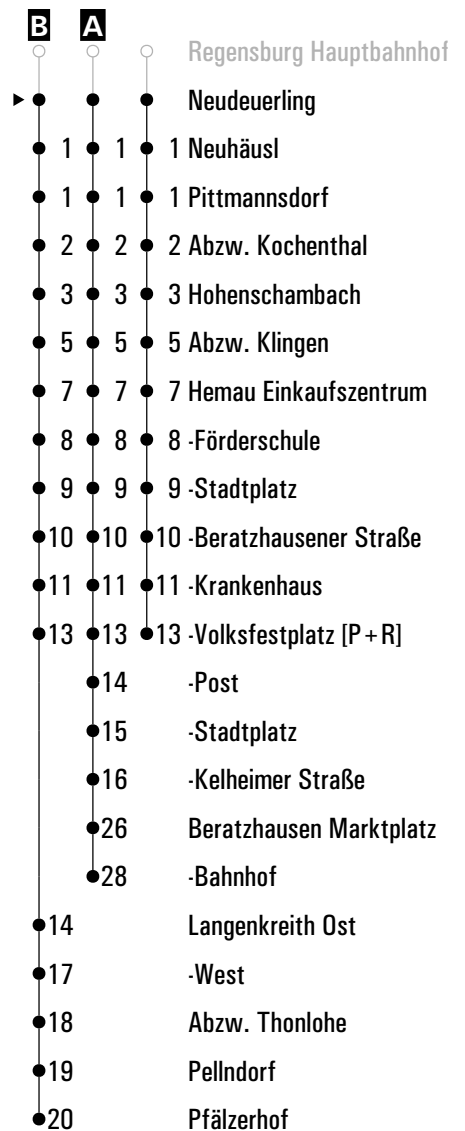 B A
Regensburg Hauptbahnhof
Neudeuerling
1 1 1 Neuhäusl
1 1 1 Pittmannsdorf
2 2 2 Abzw. Kochenthal
3 3 3 Hohenschambach
5 5 5 Abzw. Klingen
7 7 7 Hemau Einkaufszentrum
8 8 8 -Förderschule
9 9 9 -Stadtplatz
10 10 10 -Beratzhausener Straße
11 11 11 -Krankenhaus
13 13 13 -Volksfestplatz [P+R]
14 -Post
15 -Stadtplatz
16 -Kelheimer Straße
26 Beratzhausen Marktplatz
28 -Bahnhof
14 Langenkreith Ost
17 -West
18 Abzw. Thonlohe
19 Pellndorf
20 Pfälzerhof